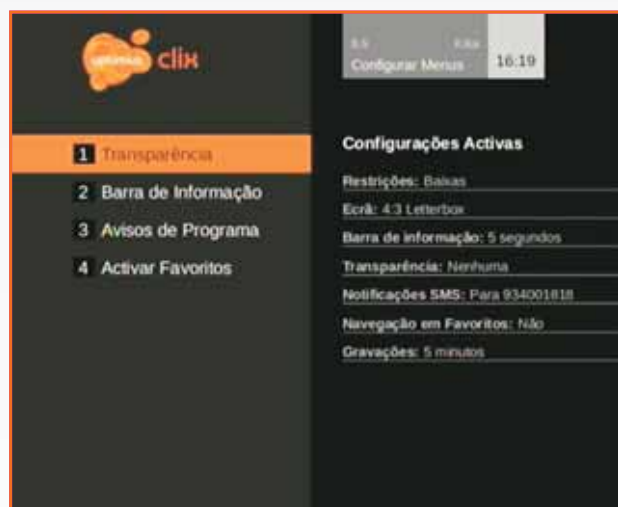 optimus clix
Configurar Menus 16:19
1 Transparência
2 Barra de Informação
3 Avisos de Programa
4 Activar Favoritos
Configurações Activas
Restrições: Baixas
Ecrã: 4:3 Letterbox
Barra de informação: 5 segundos
Transparência: Nenhuma
Notificações SMS: Para 934001818
Navegação em Favoritos: Não
Gravações: 5 minutos